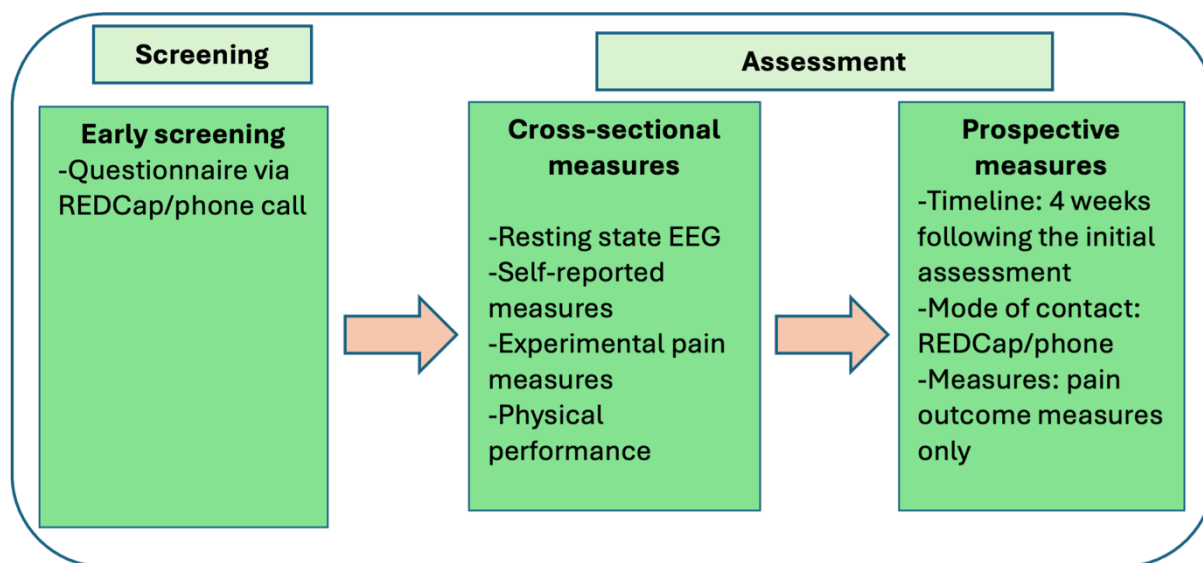 Screening
Assessment
Early screening
-Questionnaire via
REDCap/phone call
Cross-sectional
measures
-Resting state EEG
-Self-reported
measures
-Experimental pain
measures
-Physical
performance
Prospective
measures
-Timeline: 4 weeks
following the initial
assessment
-Mode of contact:
REDCap/phone
-Measures: pain
outcome measures
only